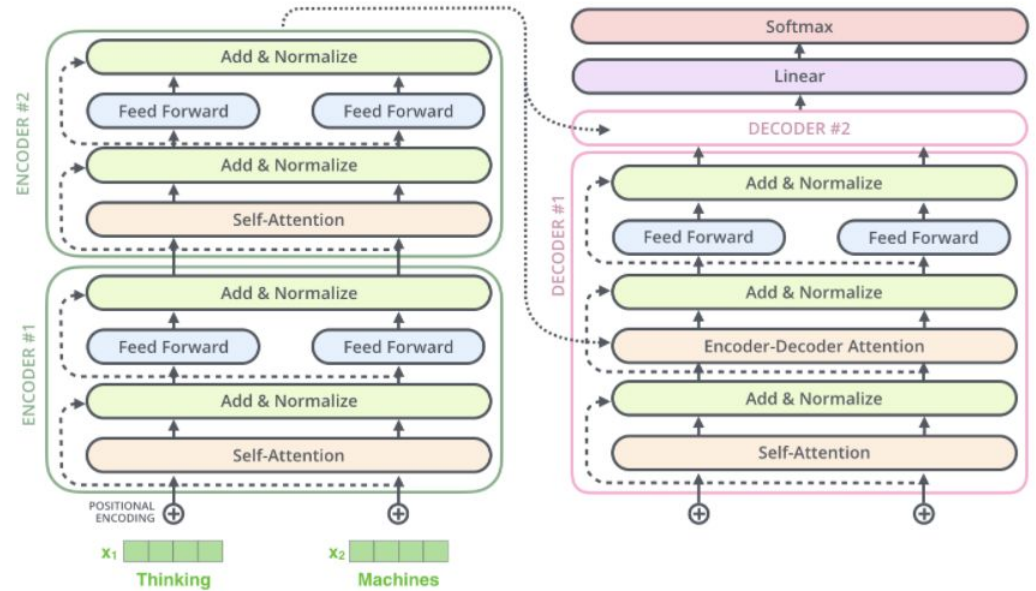 ENCODER #2
Add & Normalize
Feed Forward
Feed Forward
Add & Normalize
Self-Attention
ENCODER #1
Add & Normalize
Feed Forward
Feed Forward
Add & Normalize
Self-Attention
POSITIONAL
ENCODING
x₁
x₂
Thinking
Machines
Softmax
Linear
DECODER #2
DECODER #1
Add & Normalize
Feed Forward
Feed Forward
Add & Normalize
Encoder-Decoder Attention
Add & Normalize
Self-Attention